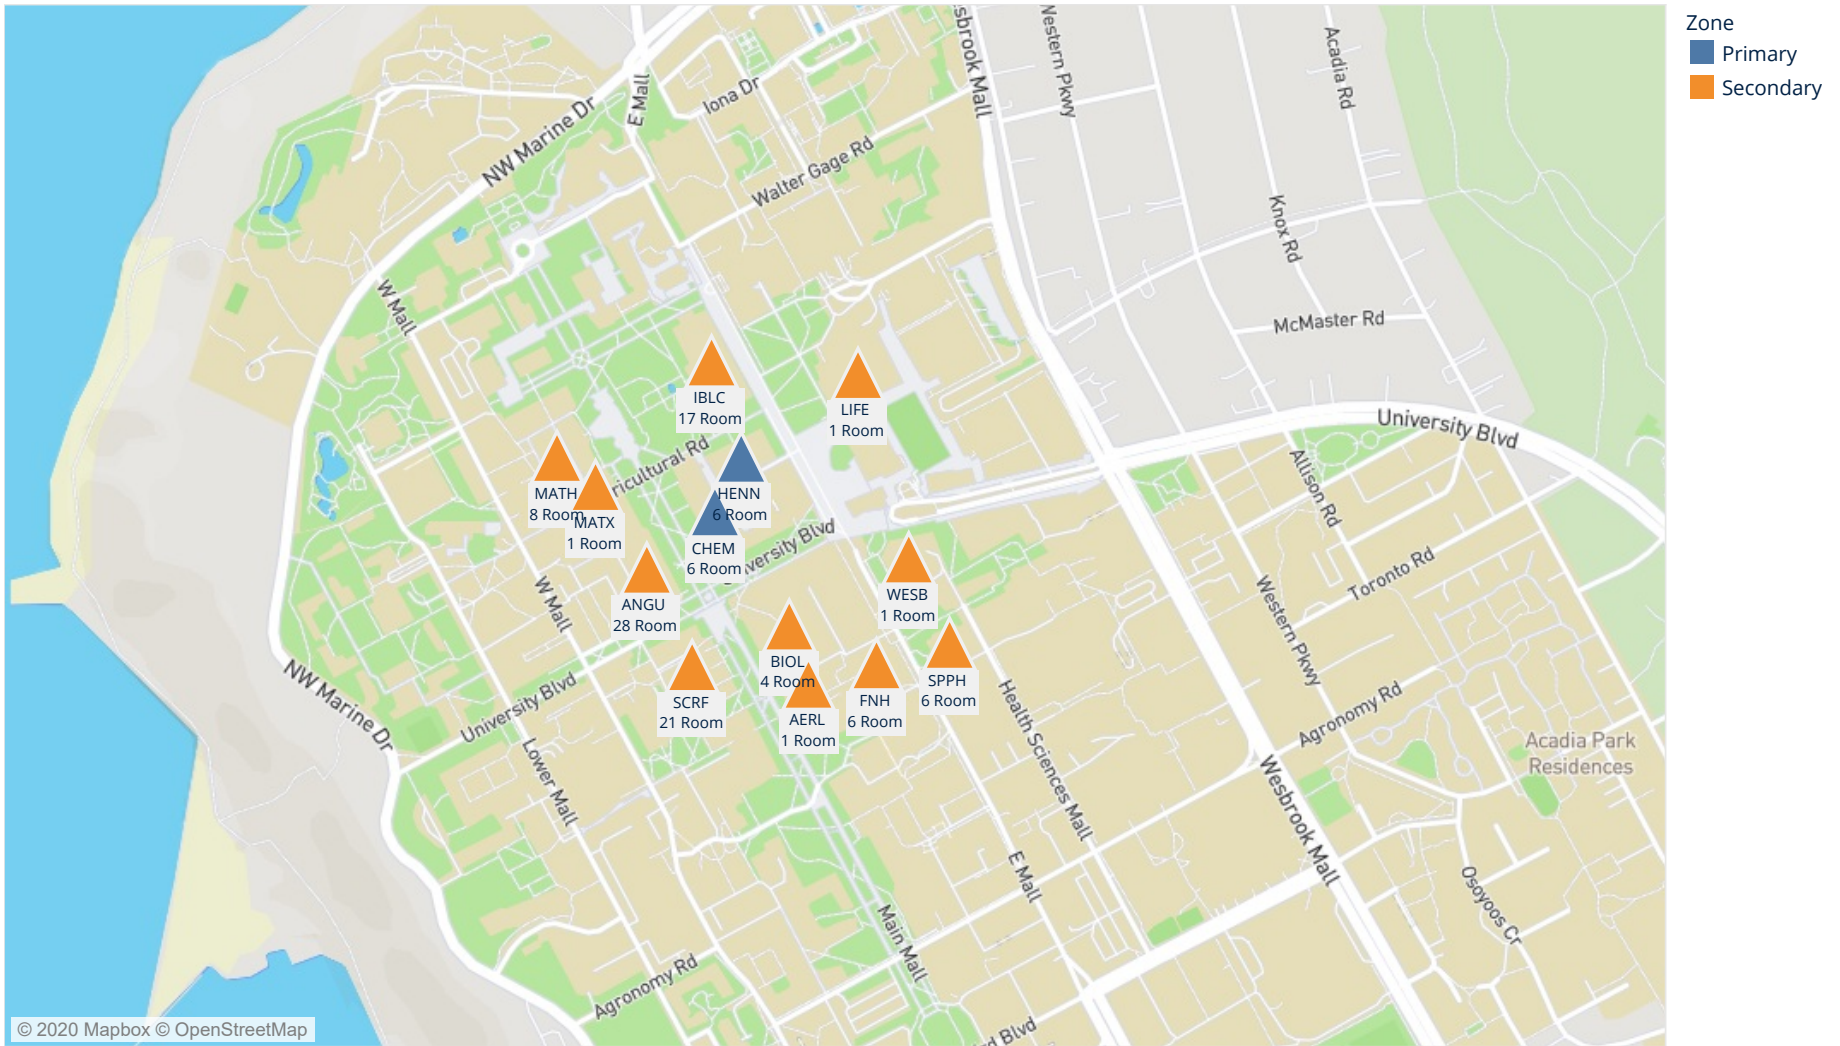 Zone
Primary
Secondary
sbrook Mall
Western Pkwy
Acadia Rd
E Mall
Iona Dr
NW Marine Dr
Walter Gage Rd
Knox Rd
W Mall
McMaster Rd
IBLC
17 Room
LIFE
1 Room
University Blvd
ricultural Rd
MATH
8 Room
HENN
6 Room
MATX
1 Room
Allison Rd
CHEM
6 Room
versity Blvd
Toronto Rd
W Mall
ANGU
28 Room
WESB
1 Room
Western Pkwy
BIOL
4 Room
SPPH
6 Room
NW Marine Dr
University Blvd
SCRF
21 Room
AERL
1 Room
FNH
6 Room
Health Sciences Mall
Agronomy Rd
Acadia Park
Residences
Lower Mall
Wesbrook Mall
E Mall
Osoyoos Cr
Main Mall
Agronomy Rd
rd Blvd
© 2020 Mapbox © OpenStreetMap